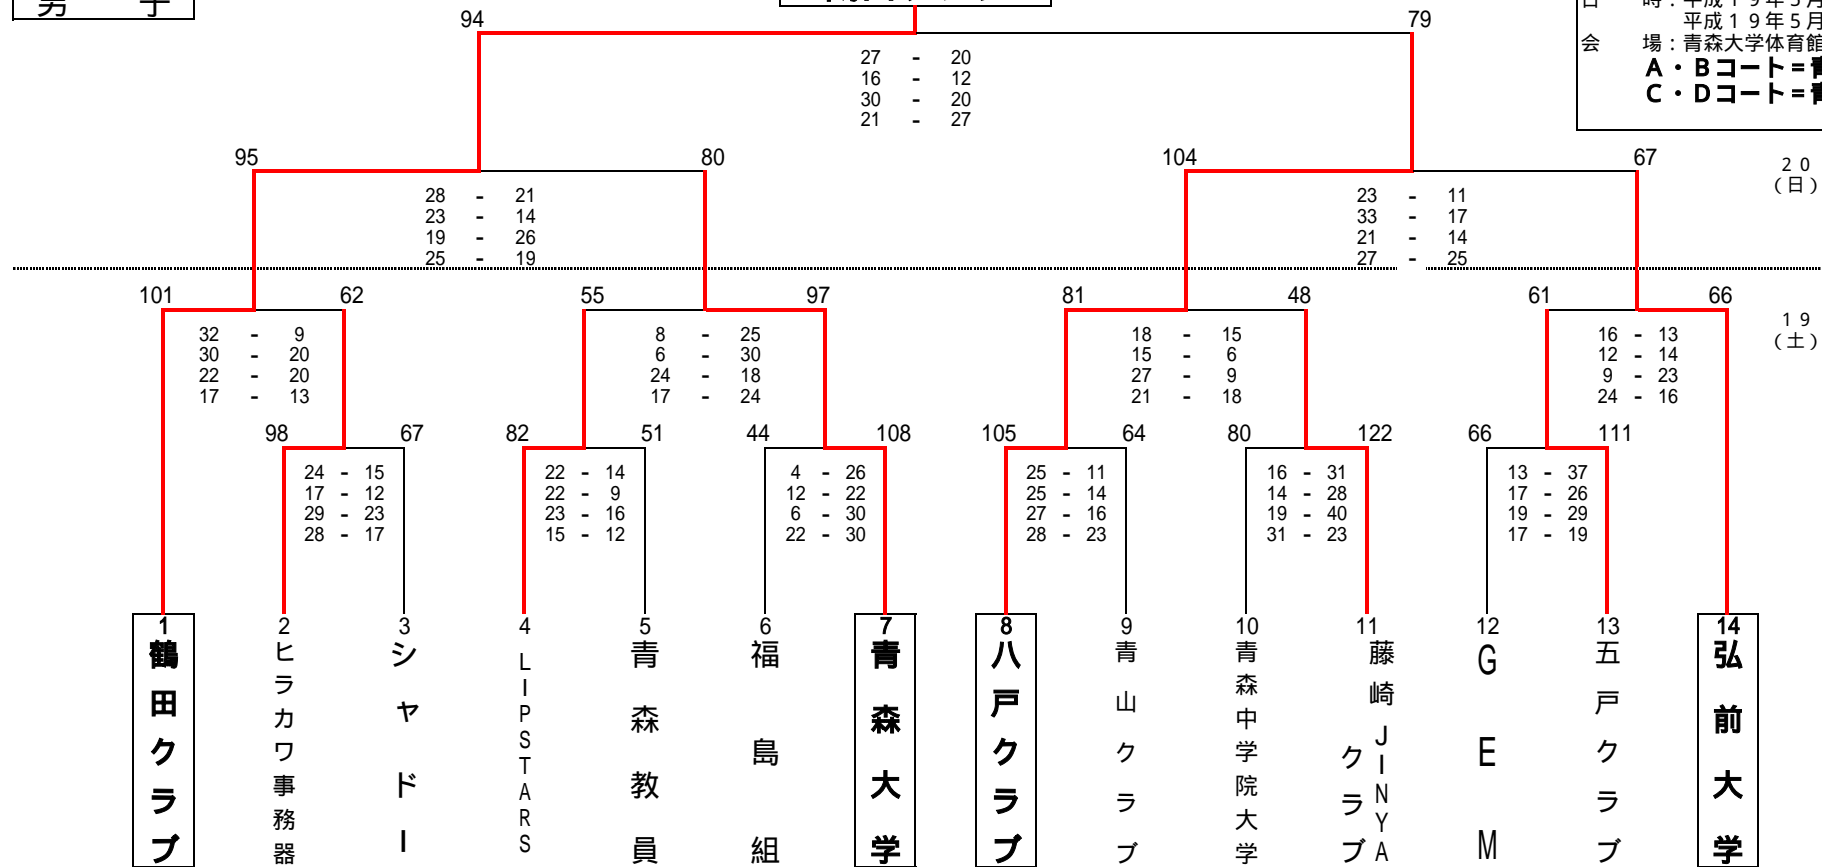 男　子
日　時：平成１９年５月
平成１９年５月
会　場：青森大学体育館
Ａ・Ｂコート＝青
Ｃ・Ｄコート＝青
94 79
27 - 20
16 - 12
30 - 20
21 - 27
95 80 104 67
２０
（日）
28 - 21
23 - 14
19 - 26
25 - 19
23 - 11
33 - 17
21 - 14
27 - 25
101 62 55 97 81 48 61 66
１９
（土）
32 - 9
30 - 20
22 - 20
17 - 13
8 - 25
6 - 30
24 - 18
17 - 24
18 - 15
15 - 6
27 - 9
21 - 18
16 - 13
12 - 14
9 - 23
24 - 16
98 67 82 51 44 108 105 64 80 122 66 111
24 - 15
17 - 12
29 - 23
28 - 17
22 - 14
22 - 9
23 - 16
15 - 12
4 - 26
12 - 22
6 - 30
22 - 30
25 - 11
25 - 14
27 - 16
28 - 23
16 - 31
14 - 28
19 - 40
31 - 23
13 - 37
17 - 26
19 - 29
17 - 19
1
鶴田クラブ
2
ヒラカワ事務器
3
シャドー
4
LIPSTARS
5
青森教員
6
福島組
7
青森大学
8
八戸クラブ
9
青山クラブ
10
青森中学院大学
11
藤崎JINYA
クラブ
12
GEM
13
五戸クラブ
14
弘前大学